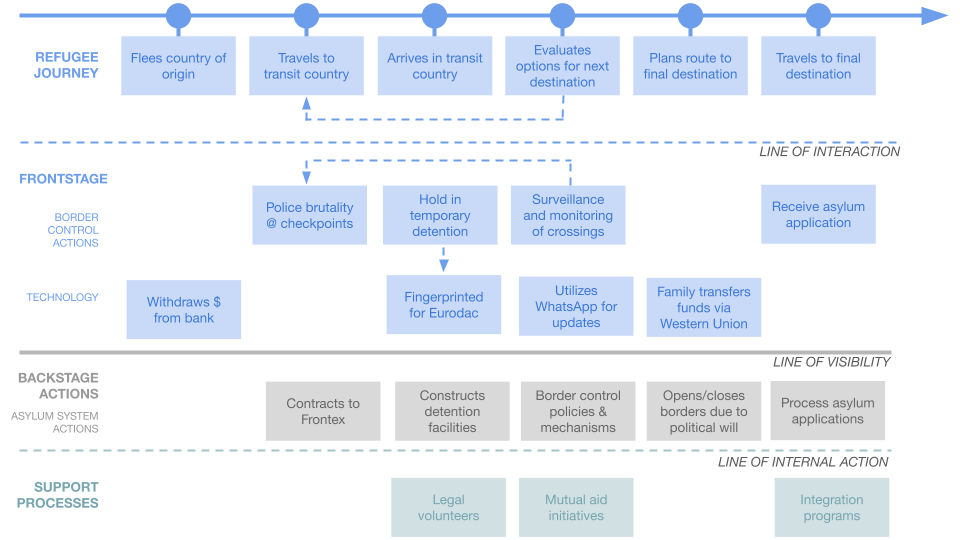 REFUGEE
JOURNEY
Flees country of
origin
Travels to
transit country
Arrives in transit
country
Evaluates
options for next
destination
Plans route to
final destination
Travels to final
destination
LINE OF INTERACTION
FRONTSTAGE
BORDER
CONTROL
ACTIONS
Police brutality
@ checkpoints
Hold in
temporary
detention
Surveillance
and monitoring
of crossings
Receive asylum
application
TECHNOLOGY
Withdraws $
from bank
Fingerprinted
for Eurodac
Utilizes
WhatsApp for
updates
Family transfers
funds via
Western Union
LINE OF VISIBILITY
BACKSTAGE
ACTIONS
ASYLUM SYSTEM
ACTIONS
Contracts to
Frontex
Constructs
detention
facilities
Border control
policies &
mechanisms
Opens/closes
borders due to
political will
Process asylum
applications
LINE OF INTERNAL ACTION
SUPPORT
PROCESSES
Legal
volunteers
Mutual aid
initiatives
Integration
programs